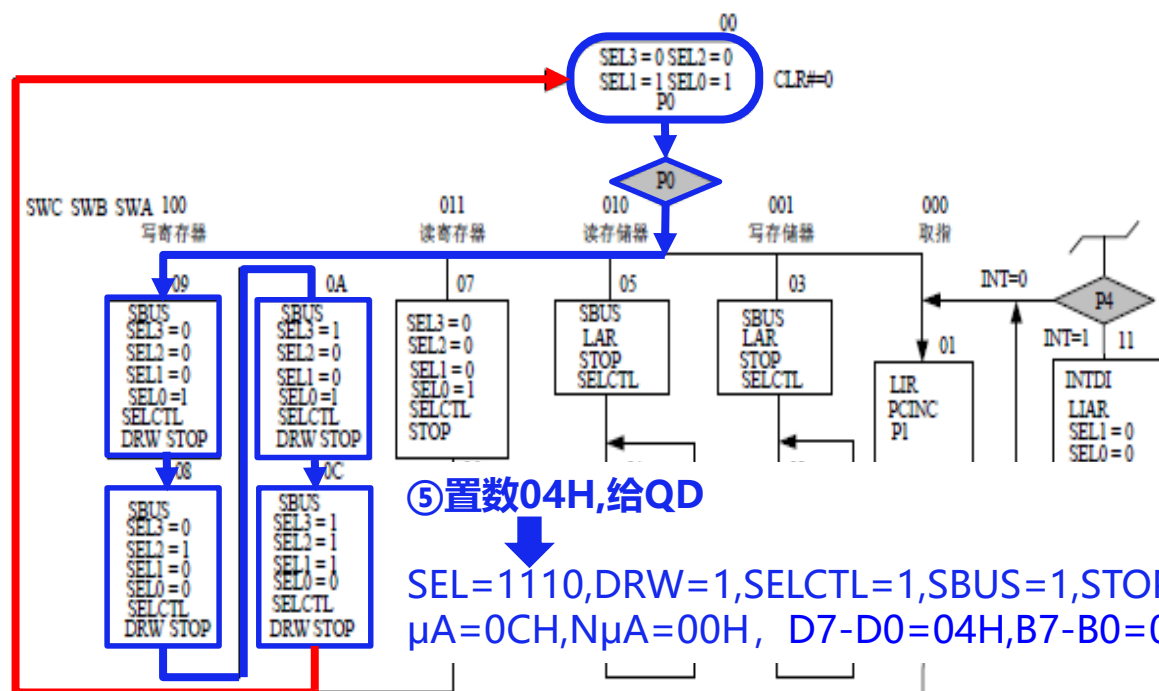 00
SEL3 = 0 SEL2 = 0
SEL1 = 1 SEL0 = 1
P0
CLR#=0
P0
SWC SWB SWA 100
写寄存器
011
读寄存器
010
读存储器
001
写存储器
000
取指
INT=0
P4
INT=1
11
09
SBUS
SEL3 = 0
SEL2 = 0
SEL1 = 0
SEL0 =1
SELCTL
DRW STOP
0A
SBUS
SEL3 = 1
SEL2 = 0
SEL1 = 0
SEL0 =1
SELCTL
DRW STOP
07
SEL3 = 0
SEL2 = 0
SEL1 = 0
SEL0 = 1
SELCTL
STOP
05
SBUS
LAR
STOP
SELCTL
03
SBUS
LAR
STOP
SELCTL
01
LIR
PCINC
P1
INTDI
LIAR
SEL1 = 0
SEL0 = 0
08
SBUS
SEL3 = 0
SEL2 = 1
SEL1 = 0
SEL0 = 0
SELCTL
DRW STOP
0C
SBUS
SEL3 = 1
SEL2 = 1
SEL1 = 1
SEL0 = 0
SELCTL
DRW STOP
⑤置数04H,给QD
SEL=1110,DRW=1,SELCTL=1,SBUS=1,STOP
μA=0CH,NμA=00H, D7-D0=04H,B7-B0=0